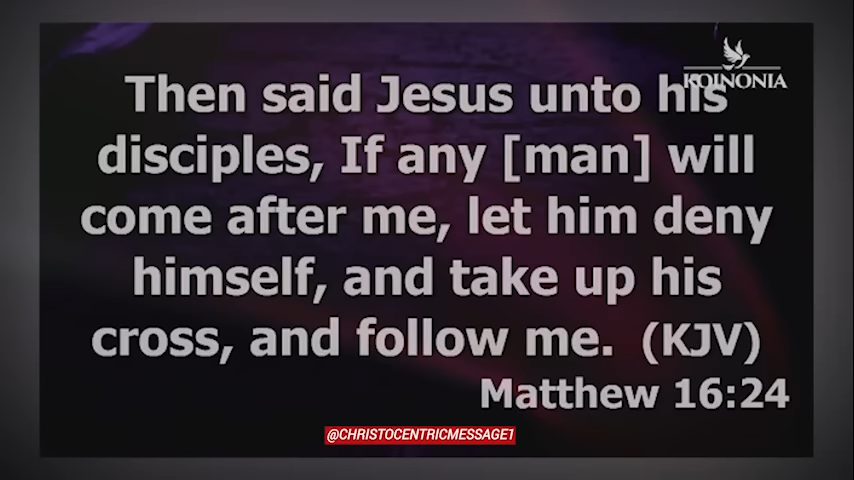 KOINONIA
Then said Jesus unto his
disciples, If any [man] will
come after me, let him deny
himself, and take up his
cross, and follow me. (KJV)
Matthew 16:24
@CHRISTOCENTRICMESSAGE1